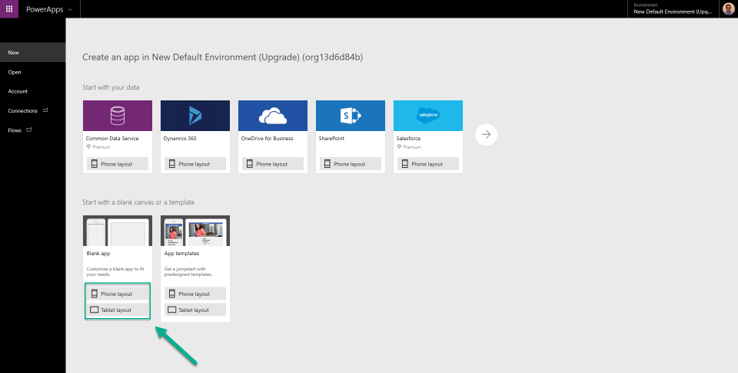 PowerApps
Environment
New Default Environment (Upg...
New
Open
Account
Connections
Flows
Create an app in New Default Environment (Upgrade) (org13d6d84b)
Start with your data
Common Data Service
Premium
Phone layout
Dynamics 365
Phone layout
OneDrive for Business
Phone layout
SharePoint
Phone layout
salesforce
Salesforce
Premium
Phone layout
Start with a blank canvas or a template
Blank app
Customize a blank app to fit
your needs.
Phone layout
Tablet layout
App templates
Get a jumpstart with
predesigned templates.
Phone layout
Tablet layout